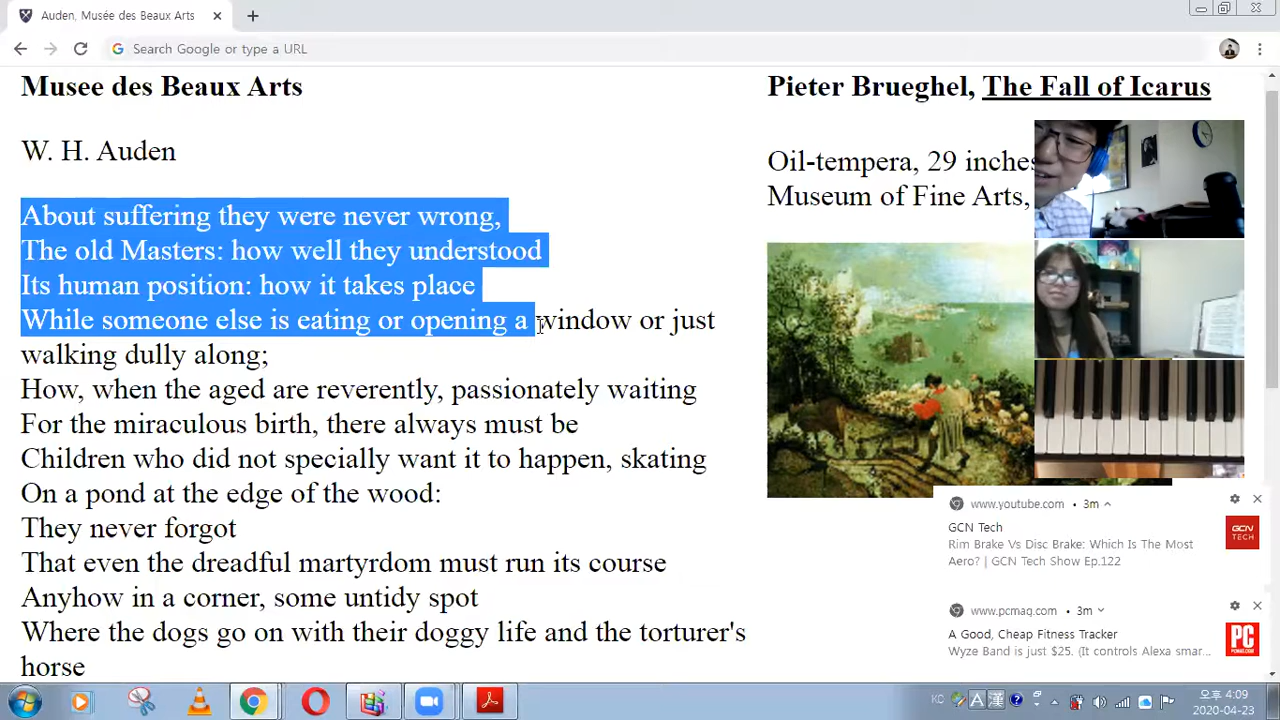 Auden, Musée des Beaux Arts
Search Google or type a URL
Musee des Beaux Arts
W. H. Auden
About suffering they were never wrong,
The old Masters: how well they understood
Its human position: how it takes place
While someone else is eating or opening a window or just
walking dully along;
How, when the aged are reverently, passionately waiting
For the miraculous birth, there always must be
Children who did not specially want it to happen, skating
On a pond at the edge of the wood:
They never forgot
That even the dreadful martyrdom must run its course
Anyhow in a corner, some untidy spot
Where the dogs go on with their doggy life and the torturer's
horse
Pieter Brueghel, The Fall of Icarus
Oil-tempera, 29 inches
Museum of Fine Arts,
www.youtube.com • 3m
GCN Tech
Rim Brake Vs Disc Brake: Which Is The Most
Aero? | GCN Tech Show Ep.122
GCN
TECH
www.pcmag.com • 3m
A Good, Cheap Fitness Tracker
Wyze Band is just $25. (It controls Alexa smar...
PC
KC
A
漢
오후 4:09
2020-04-23